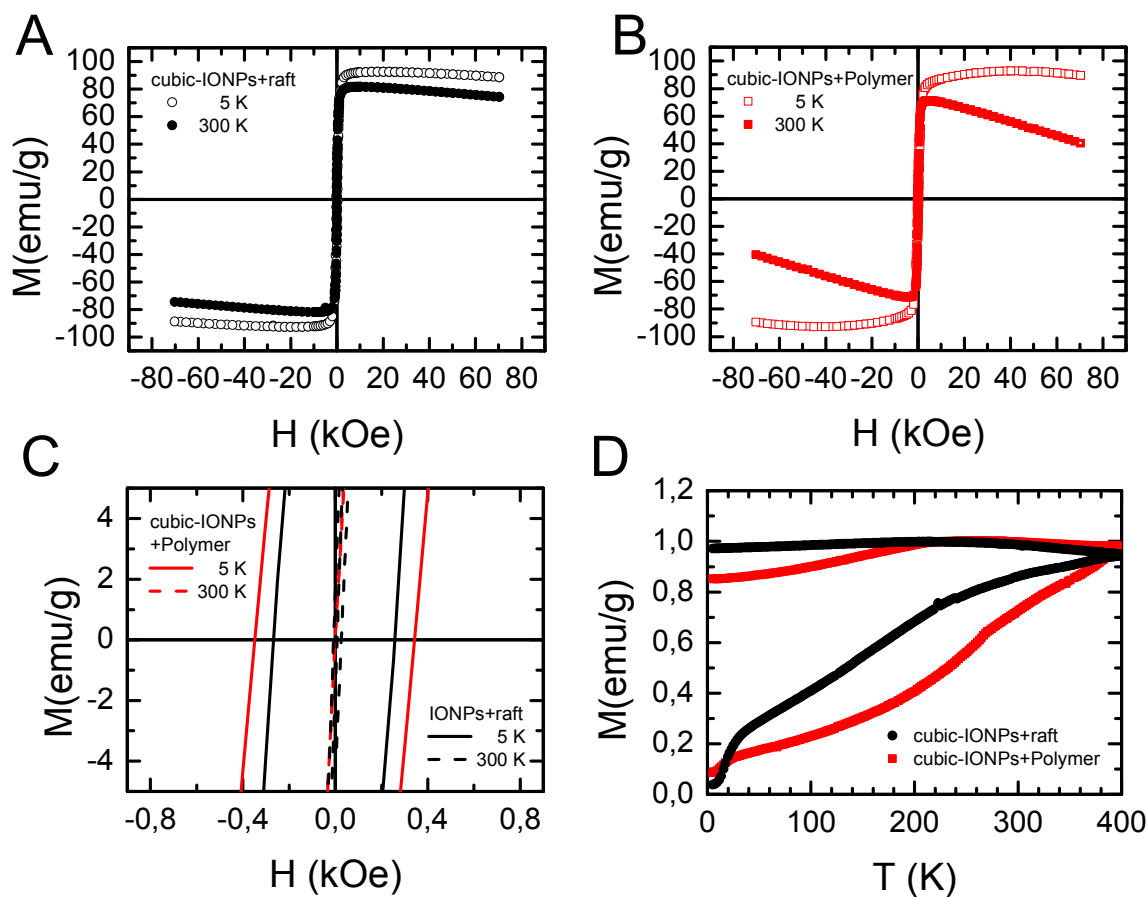 A
cubic-IONPs+raft
5 K
300 K
M(emu/g)
100
80
60
40
20
0
-20
-40
-60
-80
-100
-80 -60 -40 -20 0 20 40 60 80
H (kOe)
B
cubic-IONPs+Polymer
5 K
300 K
M(emu/g)
100
80
60
40
20
0
-20
-40
-60
-80
-100
-80 -60 -40 -20 0 20 40 60 80
H (kOe)
C
cubic-IONPs
+Polymer
5 K
300 K
IONPs+raft
5 K
300 K
M(emu/g)
4
2
0
-2
-4
-0,8 -0,4 0,0 0,4 0,8
H (kOe)
D
M(emu/g)
1,2
1,0
0,8
0,6
0,4
0,2
0,0
cubic-IONPs+raft
cubic-IONPs+Polymer
0 100 200 300 400
T (K)